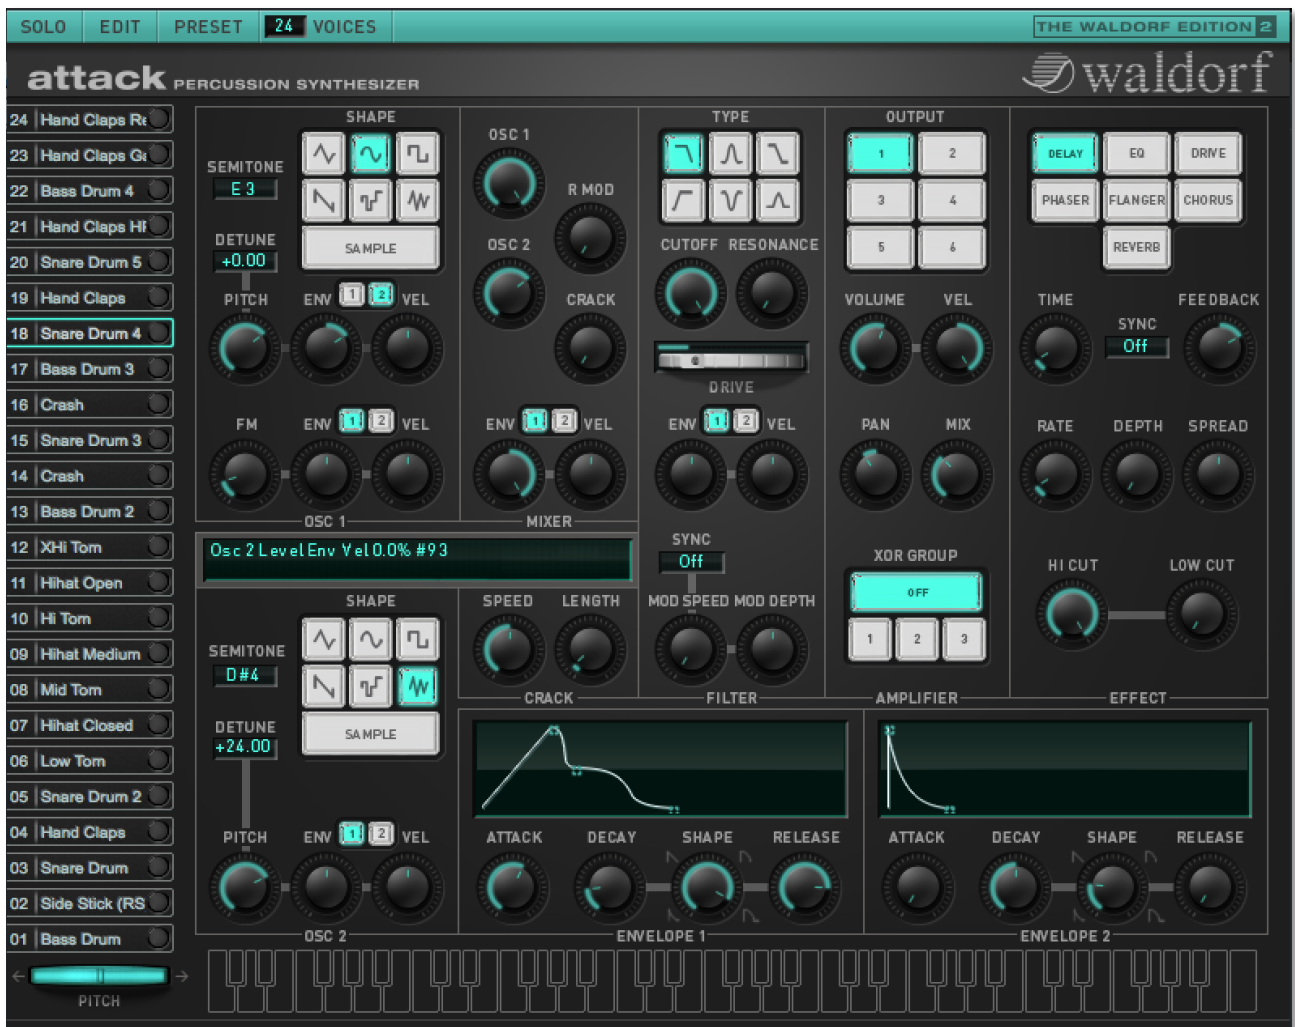 SOLO EDIT PRESET 24 VOICES THE WALDORF EDITION 2
attack PERCUSSION SYNTHESIZER waldorf
24 Hand Claps Re
23 Hand Claps Ga
22 Bass Drum 4
21 Hand Claps HF
20 Snare Drum 5
19 Hand Claps
18 Snare Drum 4
17 Bass Drum 3
16 Crash
15 Snare Drum 3
14 Crash
13 Bass Drum 2
12 XHi Tom
11 Hihat Open
10 Hi Tom
09 Hihat Medium
08 Mid Tom
07 Hihat Closed
06 Low Tom
05 Snare Drum 2
04 Hand Claps
03 Snare Drum
02 Side Stick (RS
01 Bass Drum
PITCH
SHAPE
SEMITONE
E 3
DETUNE
+0.00
SAMPLE
PITCH ENV 1 2 VEL
FM ENV 1 2 VEL
OSC 1
OSC 1
R MOD
OSC 2
CRACK
ENV 1 2 VEL
MIXER
TYPE
CUTOFF RESONANCE
DRIVE
ENV 1 2 VEL
SYNC
Off
MOD SPEED MOD DEPTH
FILTER
OUTPUT
1 2
3 4
5 6
VOLUME VEL
PAN MIX
XOR GROUP
OFF
1 2 3
AMPLIFIER
DELAY EQ DRIVE
PHASER FLANGER CHORUS
REVERB
TIME FEEDBACK
SYNC
Off
RATE DEPTH SPREAD
HI CUT LOW CUT
EFFECT
Osc 2 LevelEnv Vel0.0% #93
SHAPE
SEMITONE
D#4
DETUNE
+24.00
SAMPLE
PITCH ENV 1 2 VEL
OSC 2
SPEED LENGTH
CRACK
ATTACK DECAY SHAPE RELEASE
ENVELOPE 1
ATTACK DECAY SHAPE RELEASE
ENVELOPE 2